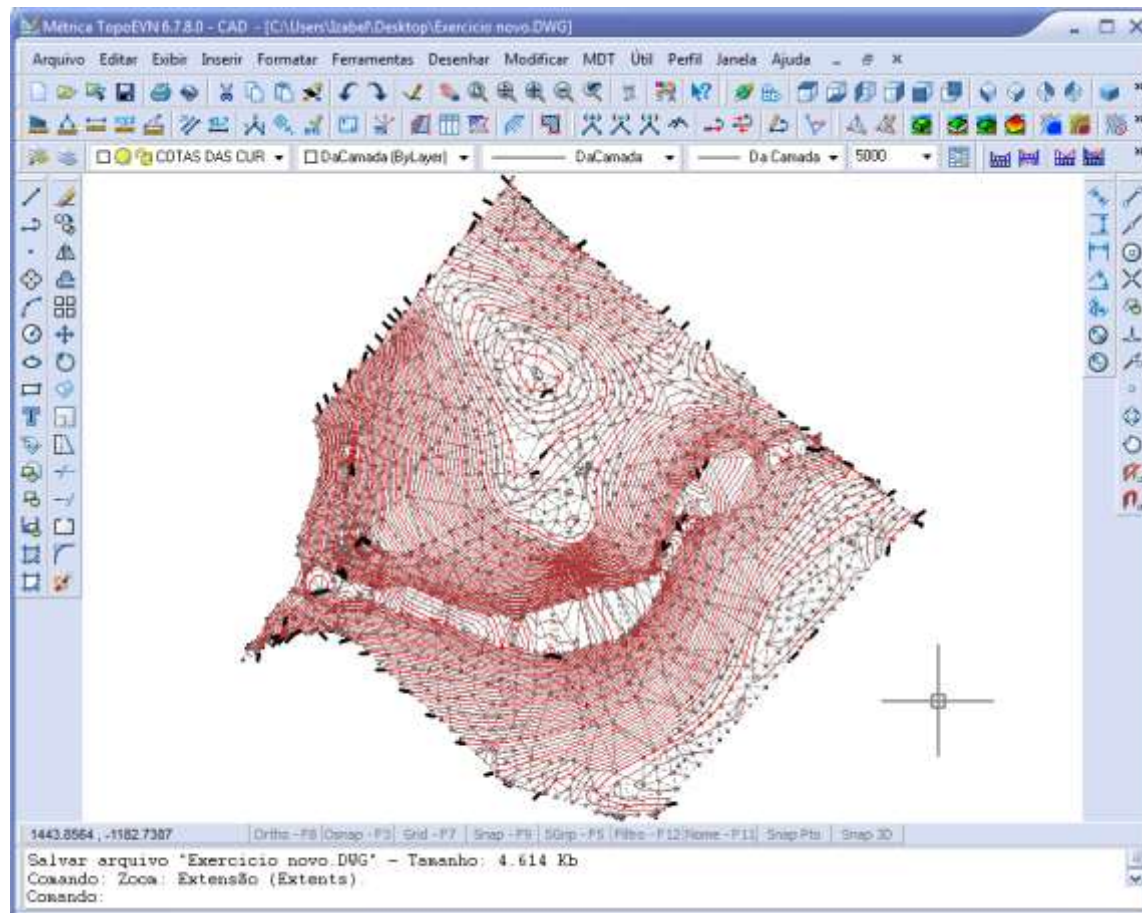 Métrica TopoEVN 6.7.8.0 - CAD - [C:\Users\Izabel\Desktop\Exercicio novo.DWG]
Arquivo Editar Exibir Inserir Formatar Ferramentas Desenhar Modificar MDT Útil Perfil Janela Ajuda
COTAS DAS CUR DaCamada (ByLayer) DaCamada Da Camada 5000
1443.8564 , -1182.7307 Ortho - F8 Osnap - F3 Grid - F7 Snap - F9 SGrip - F5 Filtro - F12 Nome - F11 Snap Pto Snap 3D
Salvar arquivo "Exercicio novo.DWG" - Tamanho: 4.614 Kb
Comando: Zoom: Extensão (Extents)
Comando: